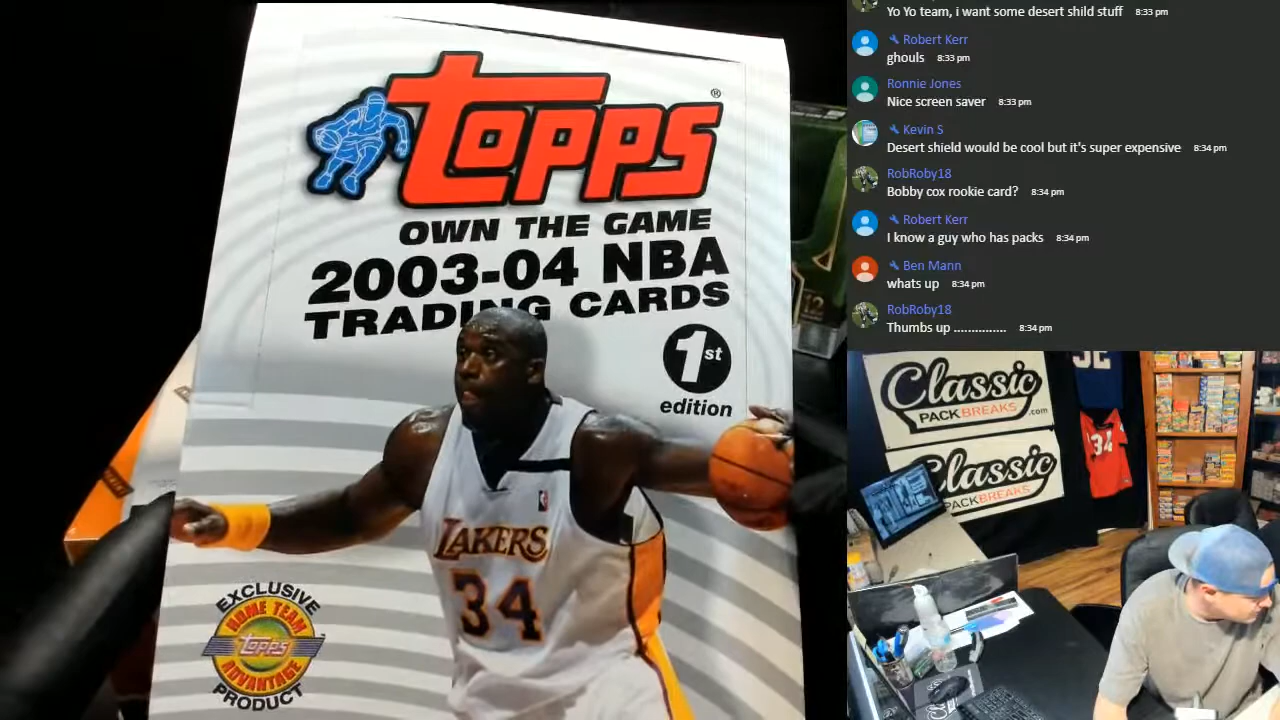 TOPPS
®
OWN THE GAME
2003-04 NBA
TRADING CARDS
1st
edition
LAKERS
34
EXCLUSIVE
HOME TEAM
TOPPS
ADVANTAGE
PRODUCT
12
Yo Yo team, i want some desert shild stuff 8:33 pm
Robert Kerr
ghouls 8:33 pm
Ronnie Jones
Nice screen saver 8:33 pm
Kevin S
Desert shield would be cool but it's super expensive 8:34 pm
RobRoby18
Bobby cox rookie card? 8:34 pm
Robert Kerr
I know a guy who has packs 8:34 pm
Ben Mann
whats up 8:34 pm
RobRoby18
Thumbs up ............... 8:34 pm
Classic
PACKBREAKS.com
Classic
PACKBREAKS
34